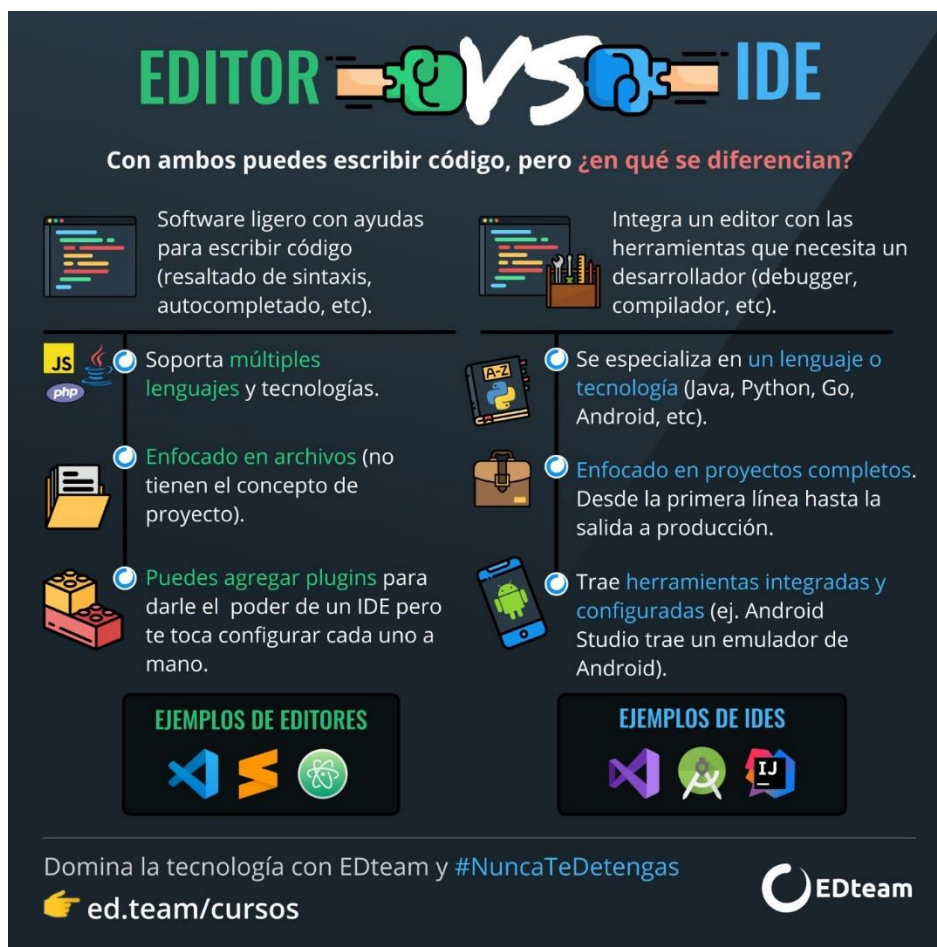 EDITOR VS IDE
Con ambos puedes escribir código, pero ¿en qué se diferencian?
Software ligero con ayudas
para escribir código
(resaltado de sintaxis,
autocompletado, etc).
JS
php
Soporta múltiples
lenguajes y tecnologías.
Enfocado en archivos (no
tienen el concepto de
proyecto).
Puedes agregar plugins para
darle el poder de un IDE pero
te toca configurar cada uno a
mano.
EJEMPLOS DE EDITORES
Integra un editor con las
herramientas que necesita un
desarrollador (debugger,
compilador, etc).
A-Z
Se especializa en un lenguaje o
tecnología (Java, Python, Go,
Android, etc).
Enfocado en proyectos completos.
Desde la primera línea hasta la
salida a producción.
Trae herramientas integradas y
configuradas (ej. Android
Studio trae un emulador de
Android).
EJEMPLOS DE IDES
IJ
Domina la tecnología con EDteam y #NuncaTeDetengas
ed.team/cursos
EDteam